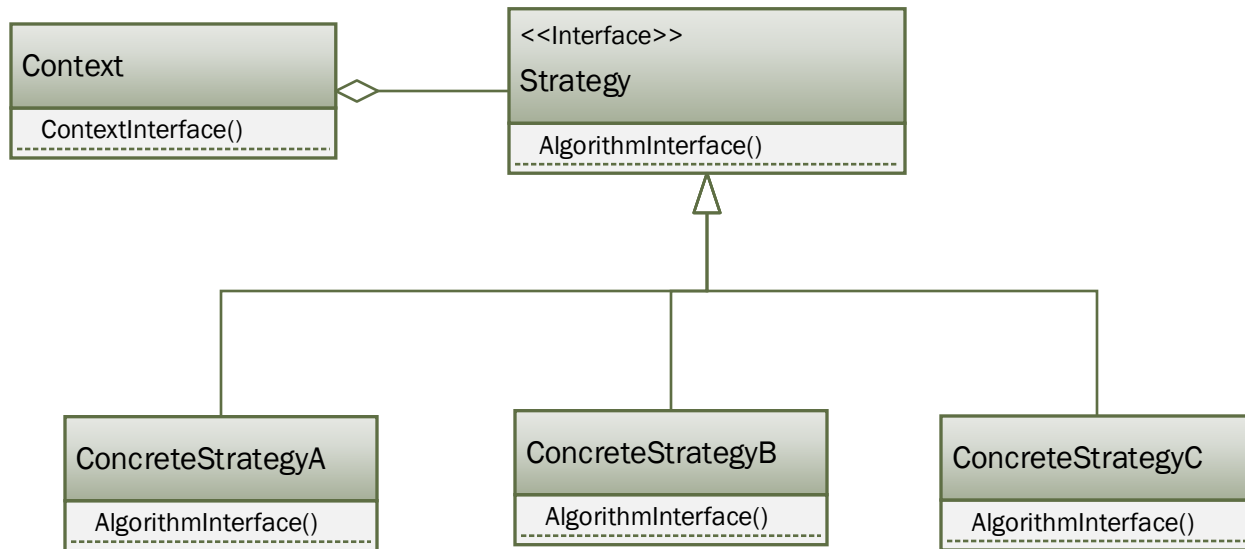 Context
ContextInterface()
<<Interface>>
Strategy
AlgorithmInterface()
ConcreteStrategyA
AlgorithmInterface()
ConcreteStrategyB
AlgorithmInterface()
ConcreteStrategyC
AlgorithmInterface()